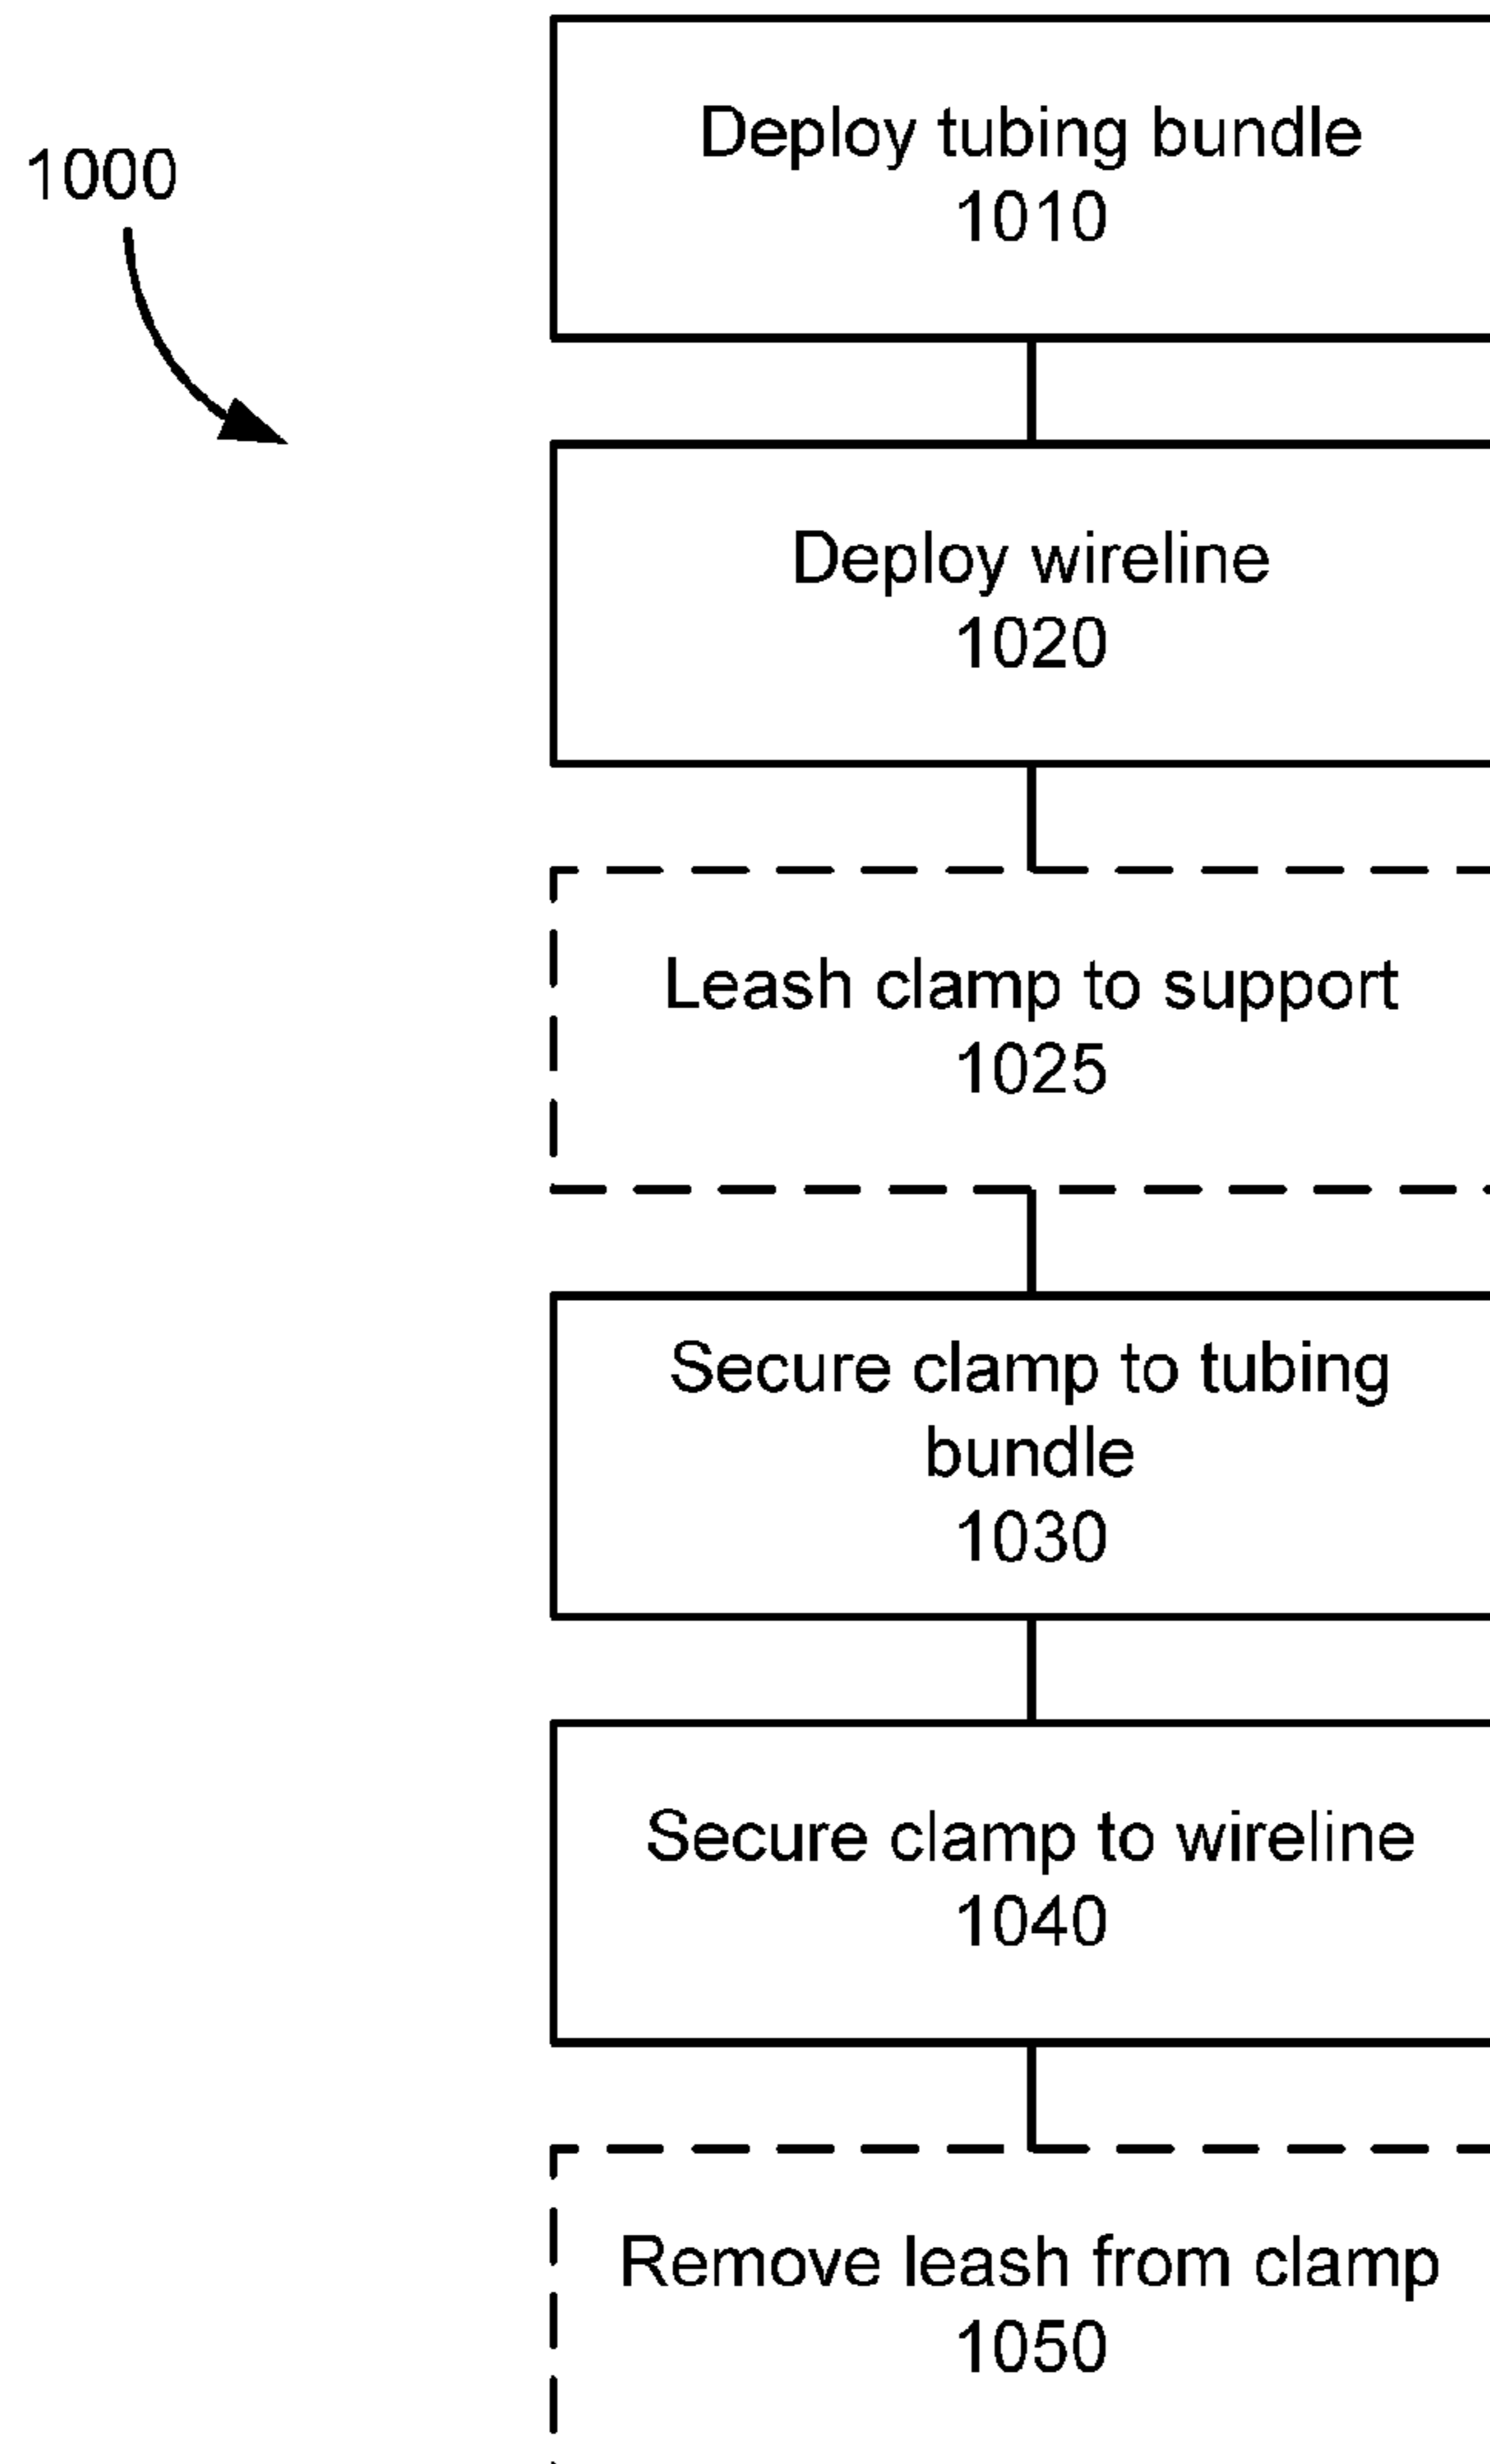 1000
Deploy tubing bundle
1010
Deploy wireline
1020
Leash clamp to support
1025
Secure clamp to tubing
bundle
1030
Secure clamp to wireline
1040
Remove leash from clamp
1050